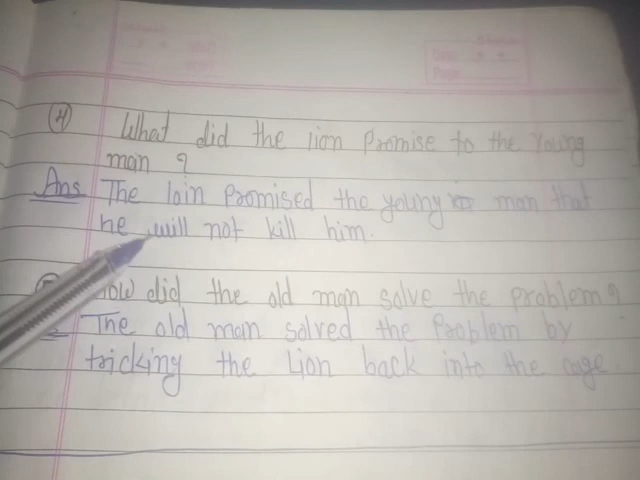 4 What did the lion Promise to the Young
man ?
Ans The loin Promised the young man that
he will not kill him.
How did the old man solve the problem?
The old man solved the Problem by
tricking the Lion back into the cage